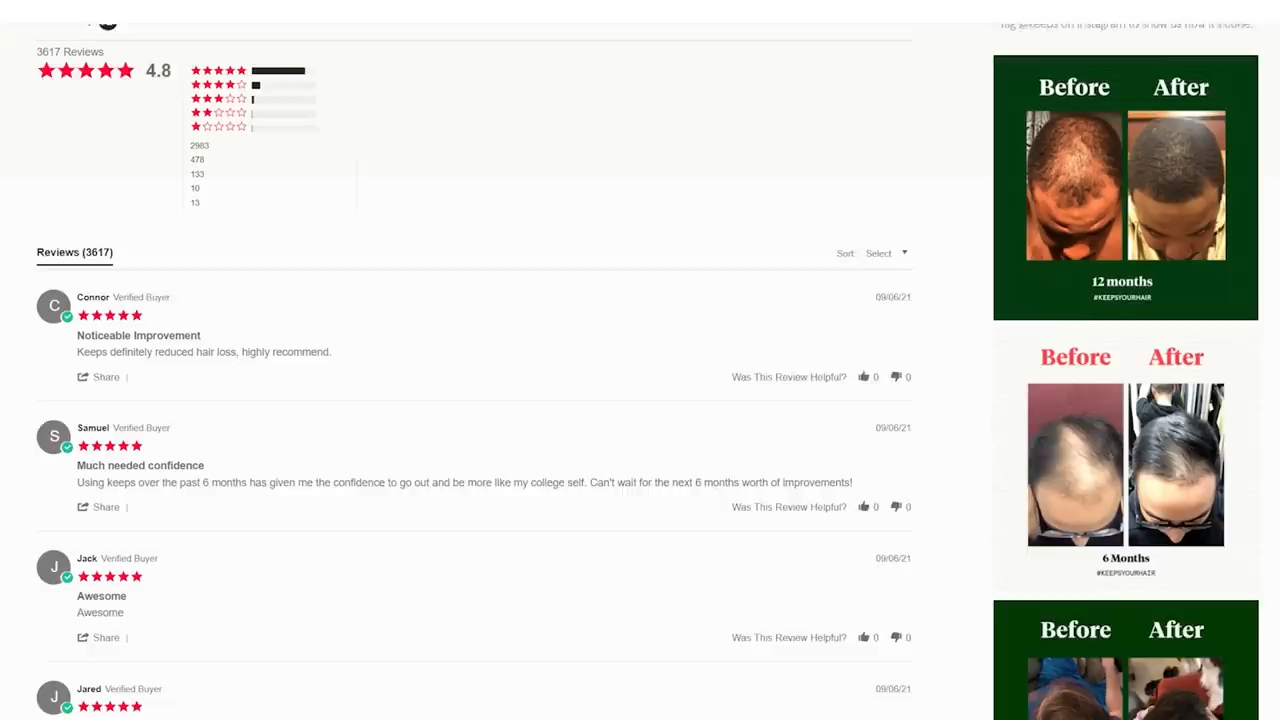 3617 Reviews
4.8
2983
478
133
10
13
Reviews (3617)
Sort: Select
Connor Verified Buyer
09/06/21
Noticeable Improvement
Keeps definitely reduced hair loss, highly recommend.
Share |
Was This Review Helpful? 0 0
Samuel Verified Buyer
09/06/21
Much needed confidence
Using keeps over the past 6 months has given me the confidence to go out and be more like my college self. Can't wait for the next 6 months worth of improvements!
Share |
Was This Review Helpful? 0 0
Jack Verified Buyer
09/06/21
Awesome
Awesome
Share |
Was This Review Helpful? 0 0
Jared Verified Buyer
09/06/21
C
S
J
J
Before After
12 months
#KEEPSYOURHAIR
Before After
6 Months
#KEEPSYOURHAIR
Before After